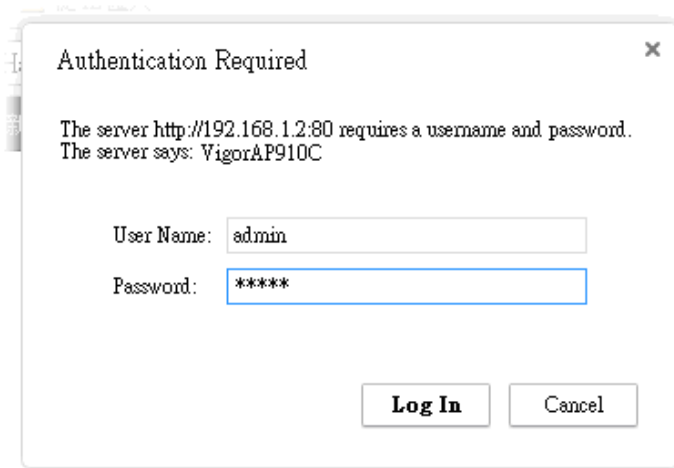 Authentication Required
The server http://192.168.1.2:80 requires a username and password.
The server says: VigorAP910C
User Name: admin
Password: *****
Log In Cancel